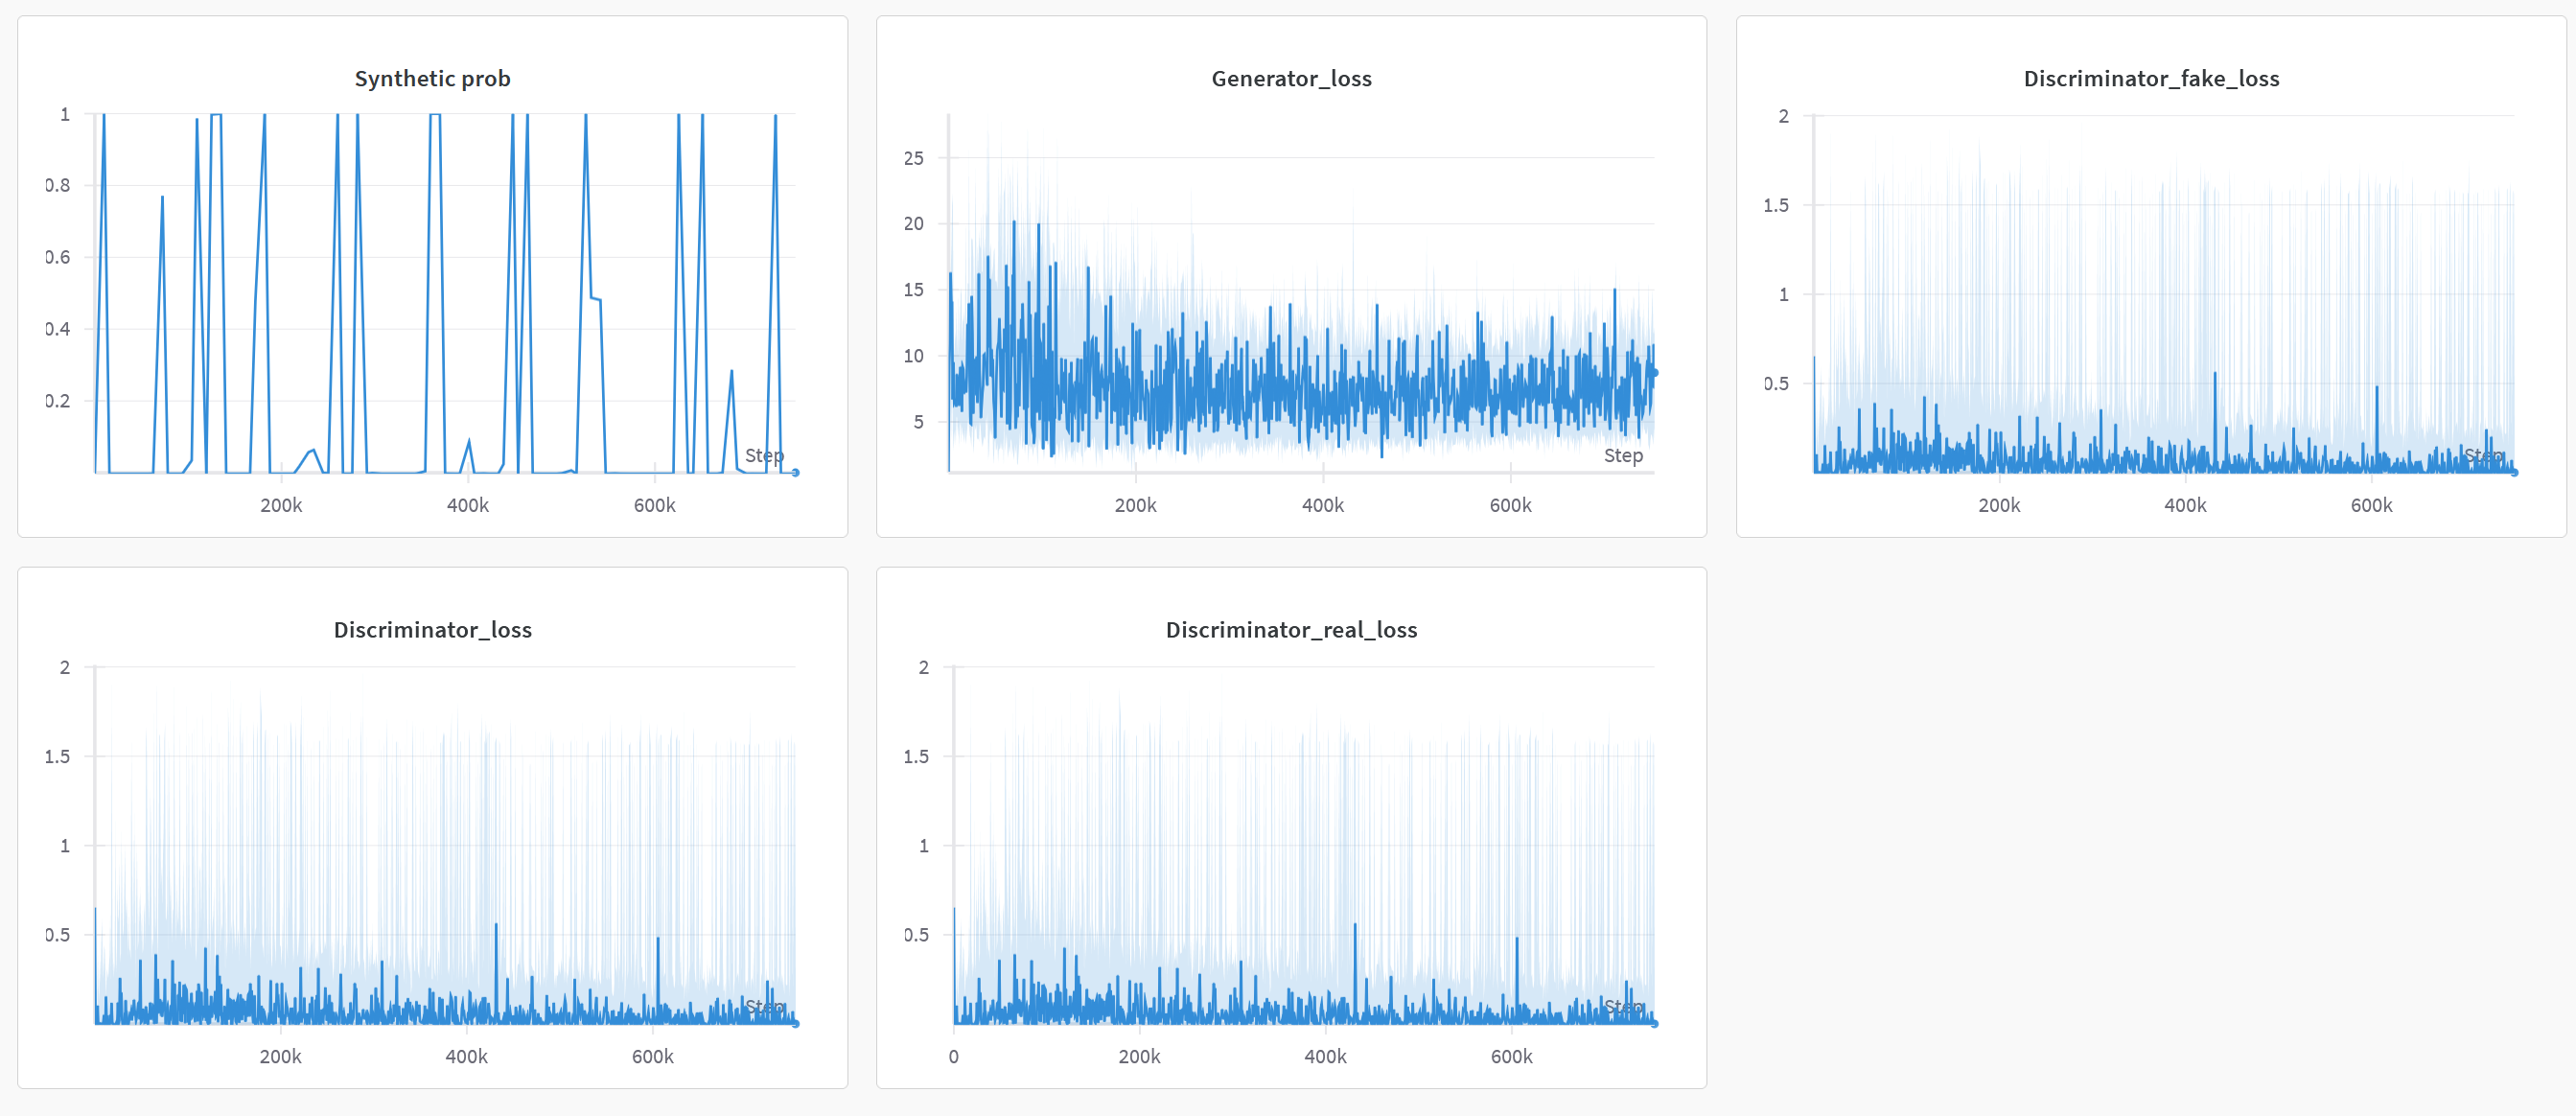 Synthetic prob
1
0.8
0.6
0.4
0.2
Step
200k 400k 600k
Generator_loss
25
20
15
10
5
Step
200k 400k 600k
Discriminator_fake_loss
2
1.5
1
0.5
Step
200k 400k 600k
Discriminator_loss
2
1.5
1
0.5
Step
200k 400k 600k
Discriminator_real_loss
2
1.5
1
0.5
Step
0 200k 400k 600k